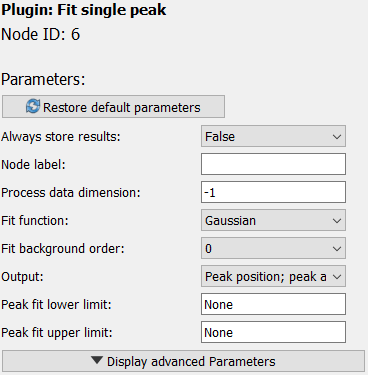 Plugin: Fit single peak
Node ID: 6
Parameters:
Restore default parameters
Always store results: False
Node label:
Process data dimension: -1
Fit function: Gaussian
Fit background order: 0
Output: Peak position; peak a
Peak fit lower limit: None
Peak fit upper limit: None
Display advanced Parameters